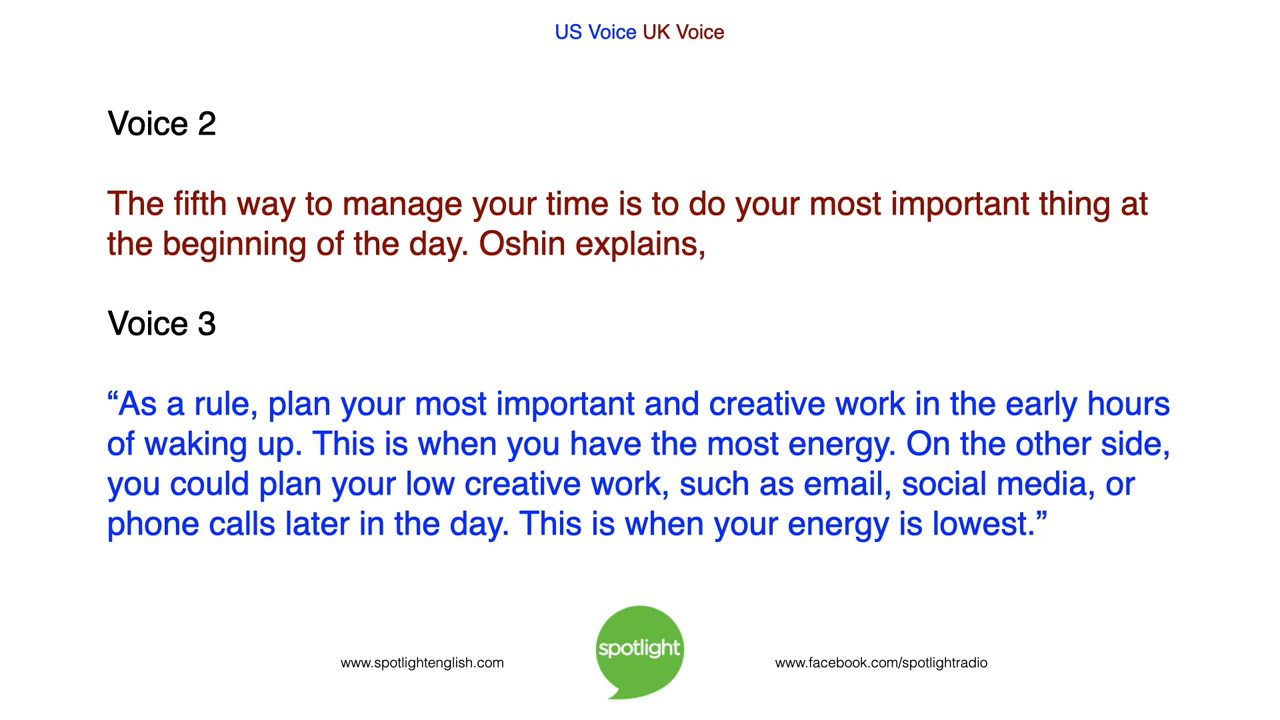 US Voice UK Voice
Voice 2
The fifth way to manage your time is to do your most important thing at
the beginning of the day. Oshin explains,
Voice 3
“As a rule, plan your most important and creative work in the early hours
of waking up. This is when you have the most energy. On the other side,
you could plan your low creative work, such as email, social media, or
phone calls later in the day. This is when your energy is lowest.”
www.spotlightenglish.com
spotlight
www.facebook.com/spotlightradio